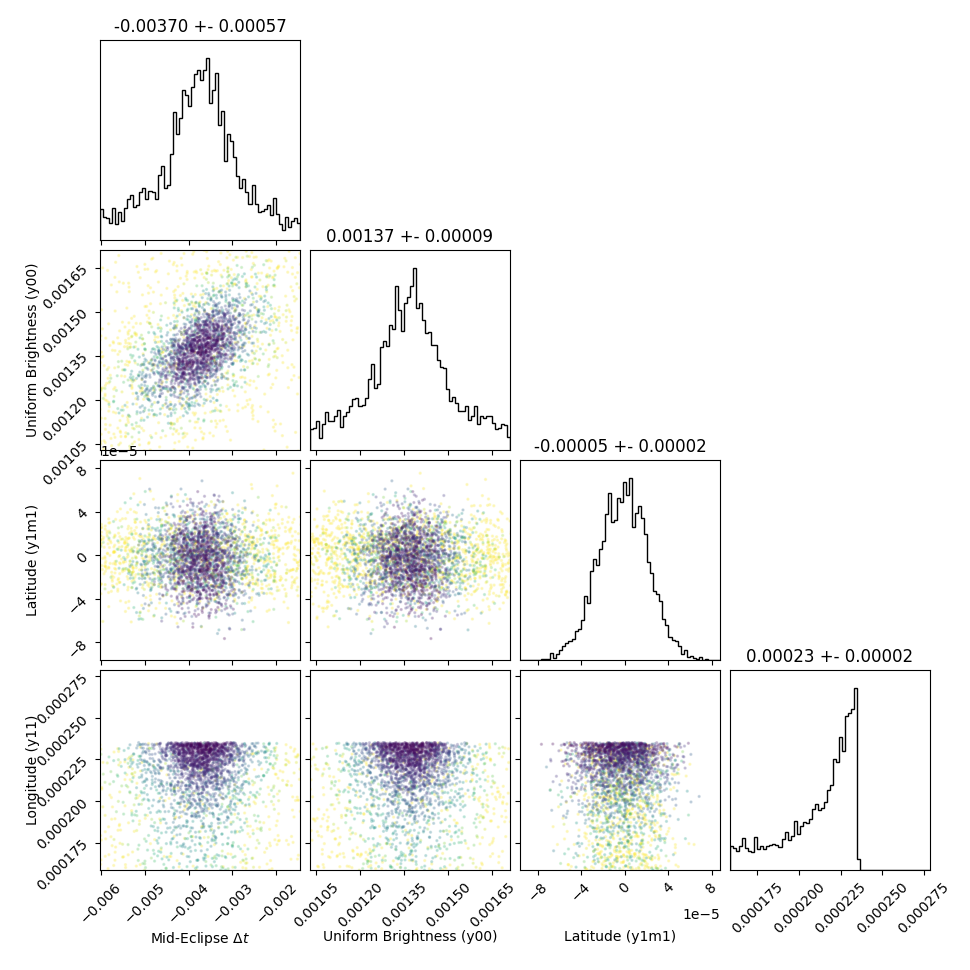 -0.00370 +- 0.00057
0.00137 +- 0.00009
Uniform Brightness (y00)
0.00165
0.00150
0.00135
0.00120
0.00105
1e−5
-0.00005 +- 0.00002
Latitude (y1m1)
8
4
0
−4
−8
0.00023 +- 0.00002
Longitude (y11)
0.000275
0.000250
0.000225
0.000200
0.000175
−0.006 −0.005 −0.004 −0.003 −0.002
0.00105 0.00120 0.00135 0.00150 0.00165
−8 −4 0 4 8
1e−5
0.000175 0.000200 0.000225 0.000250 0.000275
Mid-Eclipse Δt
Uniform Brightness (y00)
Latitude (y1m1)